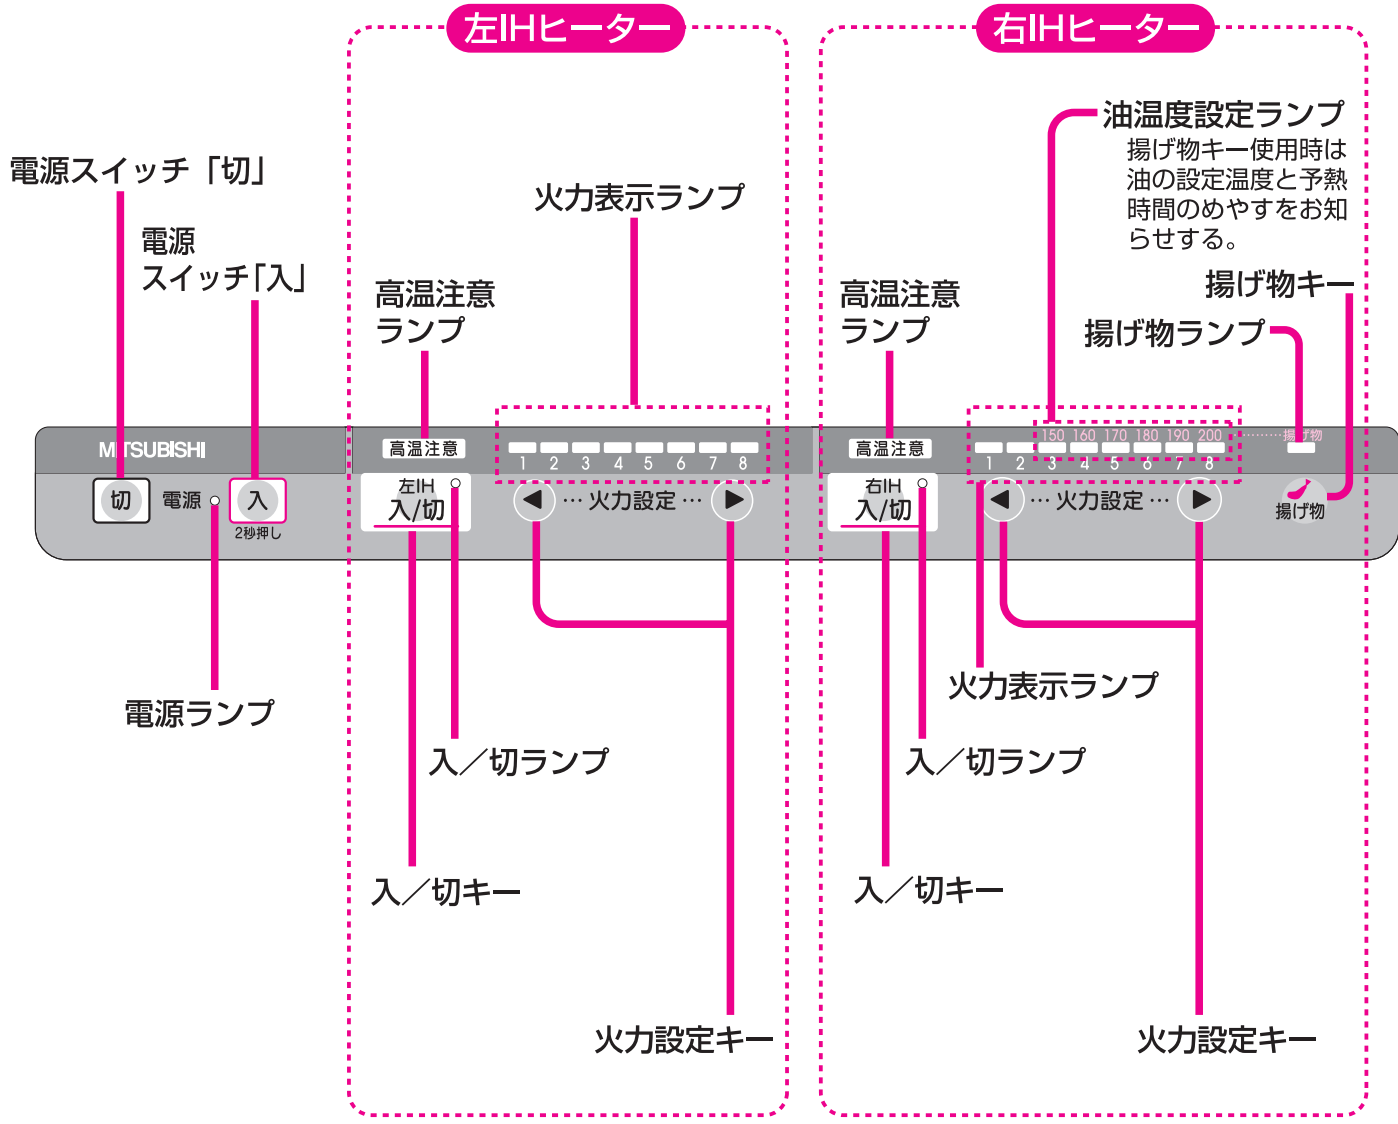 左IHヒーター
右IHヒーター
電源スイッチ「切」
電源
スイッチ「入」
高温注意
ランプ
火力表示ランプ
高温注意
ランプ
油温度設定ランプ
揚げ物キー使用時は
油の設定温度と予熱
時間のめやすをお知
らせする。
揚げ物キー
揚げ物ランプ
MITSUBISHI
高温注意
1 2 3 4 5 6 7 8
高温注意
150 160 170 180 190 200 ………揚げ物
1 2 3 4 5 6 7 8
切
電源
入
2秒押し
左IH
入/切
◀ … 火力設定 … ▶
右IH
入/切
◀ … 火力設定 … ▶
揚げ物
電源ランプ
入／切ランプ
入／切キー
火力設定キー
火力表示ランプ
入／切ランプ
入／切キー
火力設定キー